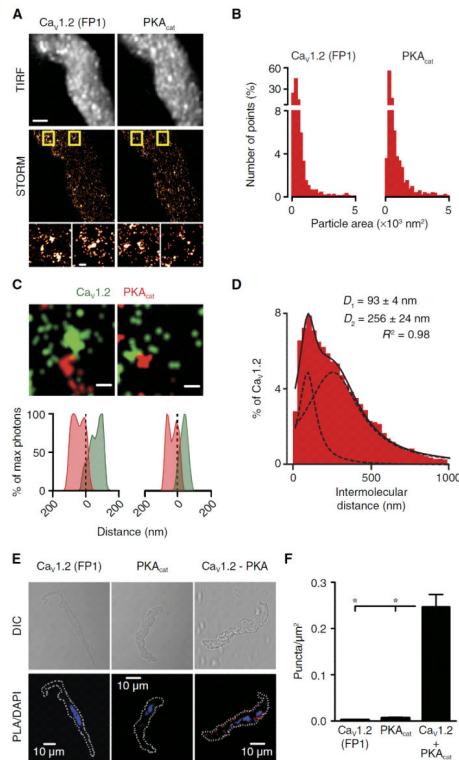 A
CaV1.2 (FP1) PKAcat
TIRF
STORM
B
CaV1.2 (FP1) PKAcat
Number of points (%)
60
30
8
4
0
0 5 0 5
Particle area (×10³ nm²)
C
CaV1.2 PKAcat
% of max photons
100
50
0
200 0 200 200 0 200
Distance (nm)
D
D1 = 93 ± 4 nm
D2 = 256 ± 24 nm
R² = 0.98
% of CaV1.2
8
4
0
0 500 1000
Intermolecular
distance (nm)
E
CaV1.2 (FP1) PKAcat CaV1.2 - PKA
DIC
PLA/DAPI
10 µm
10 µm
10 µm
F
Puncta/µm²
0,3
0,2
0,1
0,0
* *
CaV1.2
(FP1)
PKAcat
CaV1.2
+
PKAcat